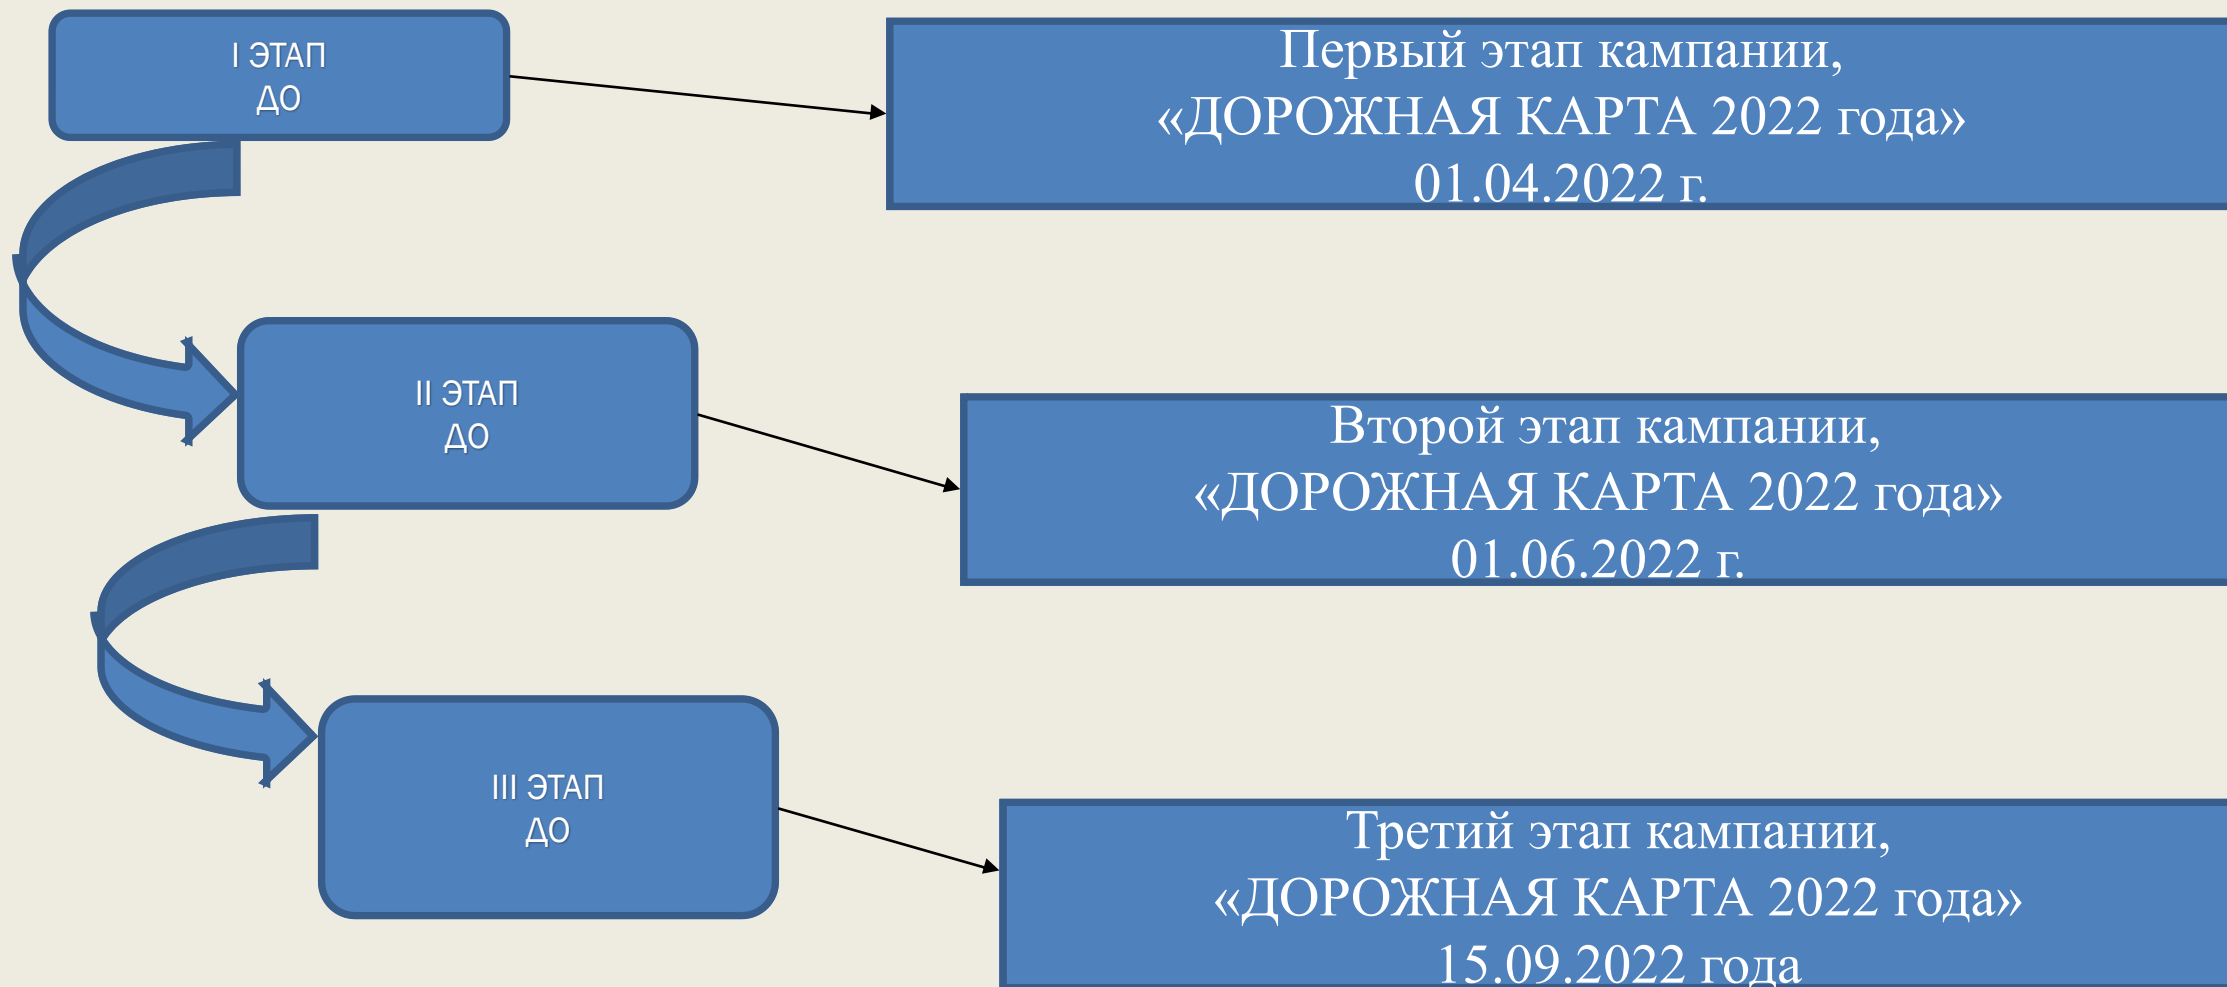 I ЭТАП
ДО
Первый этап кампании,
«ДОРОЖНАЯ КАРТА 2022 года»
01.04.2022 г.
II ЭТАП
ДО
Второй этап кампании,
«ДОРОЖНАЯ КАРТА 2022 года»
01.06.2022 г.
III ЭТАП
ДО
Третий этап кампании,
«ДОРОЖНАЯ КАРТА 2022 года»
15.09.2022 года